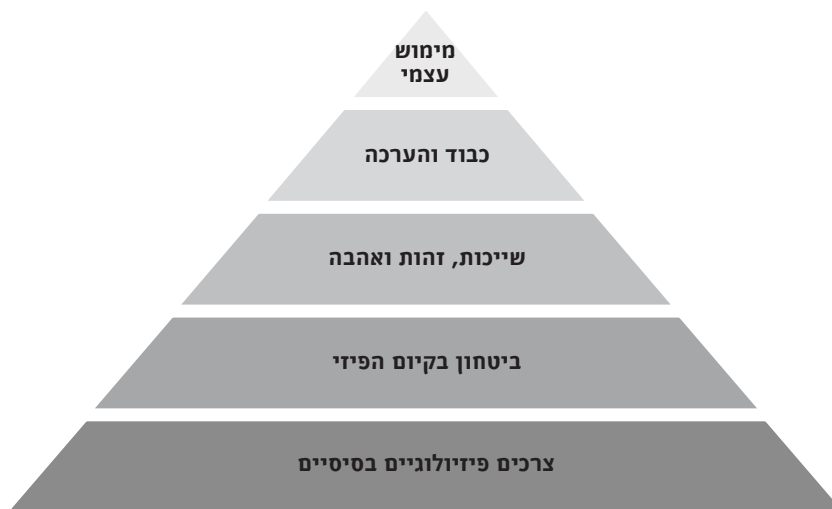 מימוש
עצמי
כבוד והערכה
שייכות, זהות ואהבה
ביטחון בקיום הפיזי
צרכים פיזיולוגיים בסיסיים